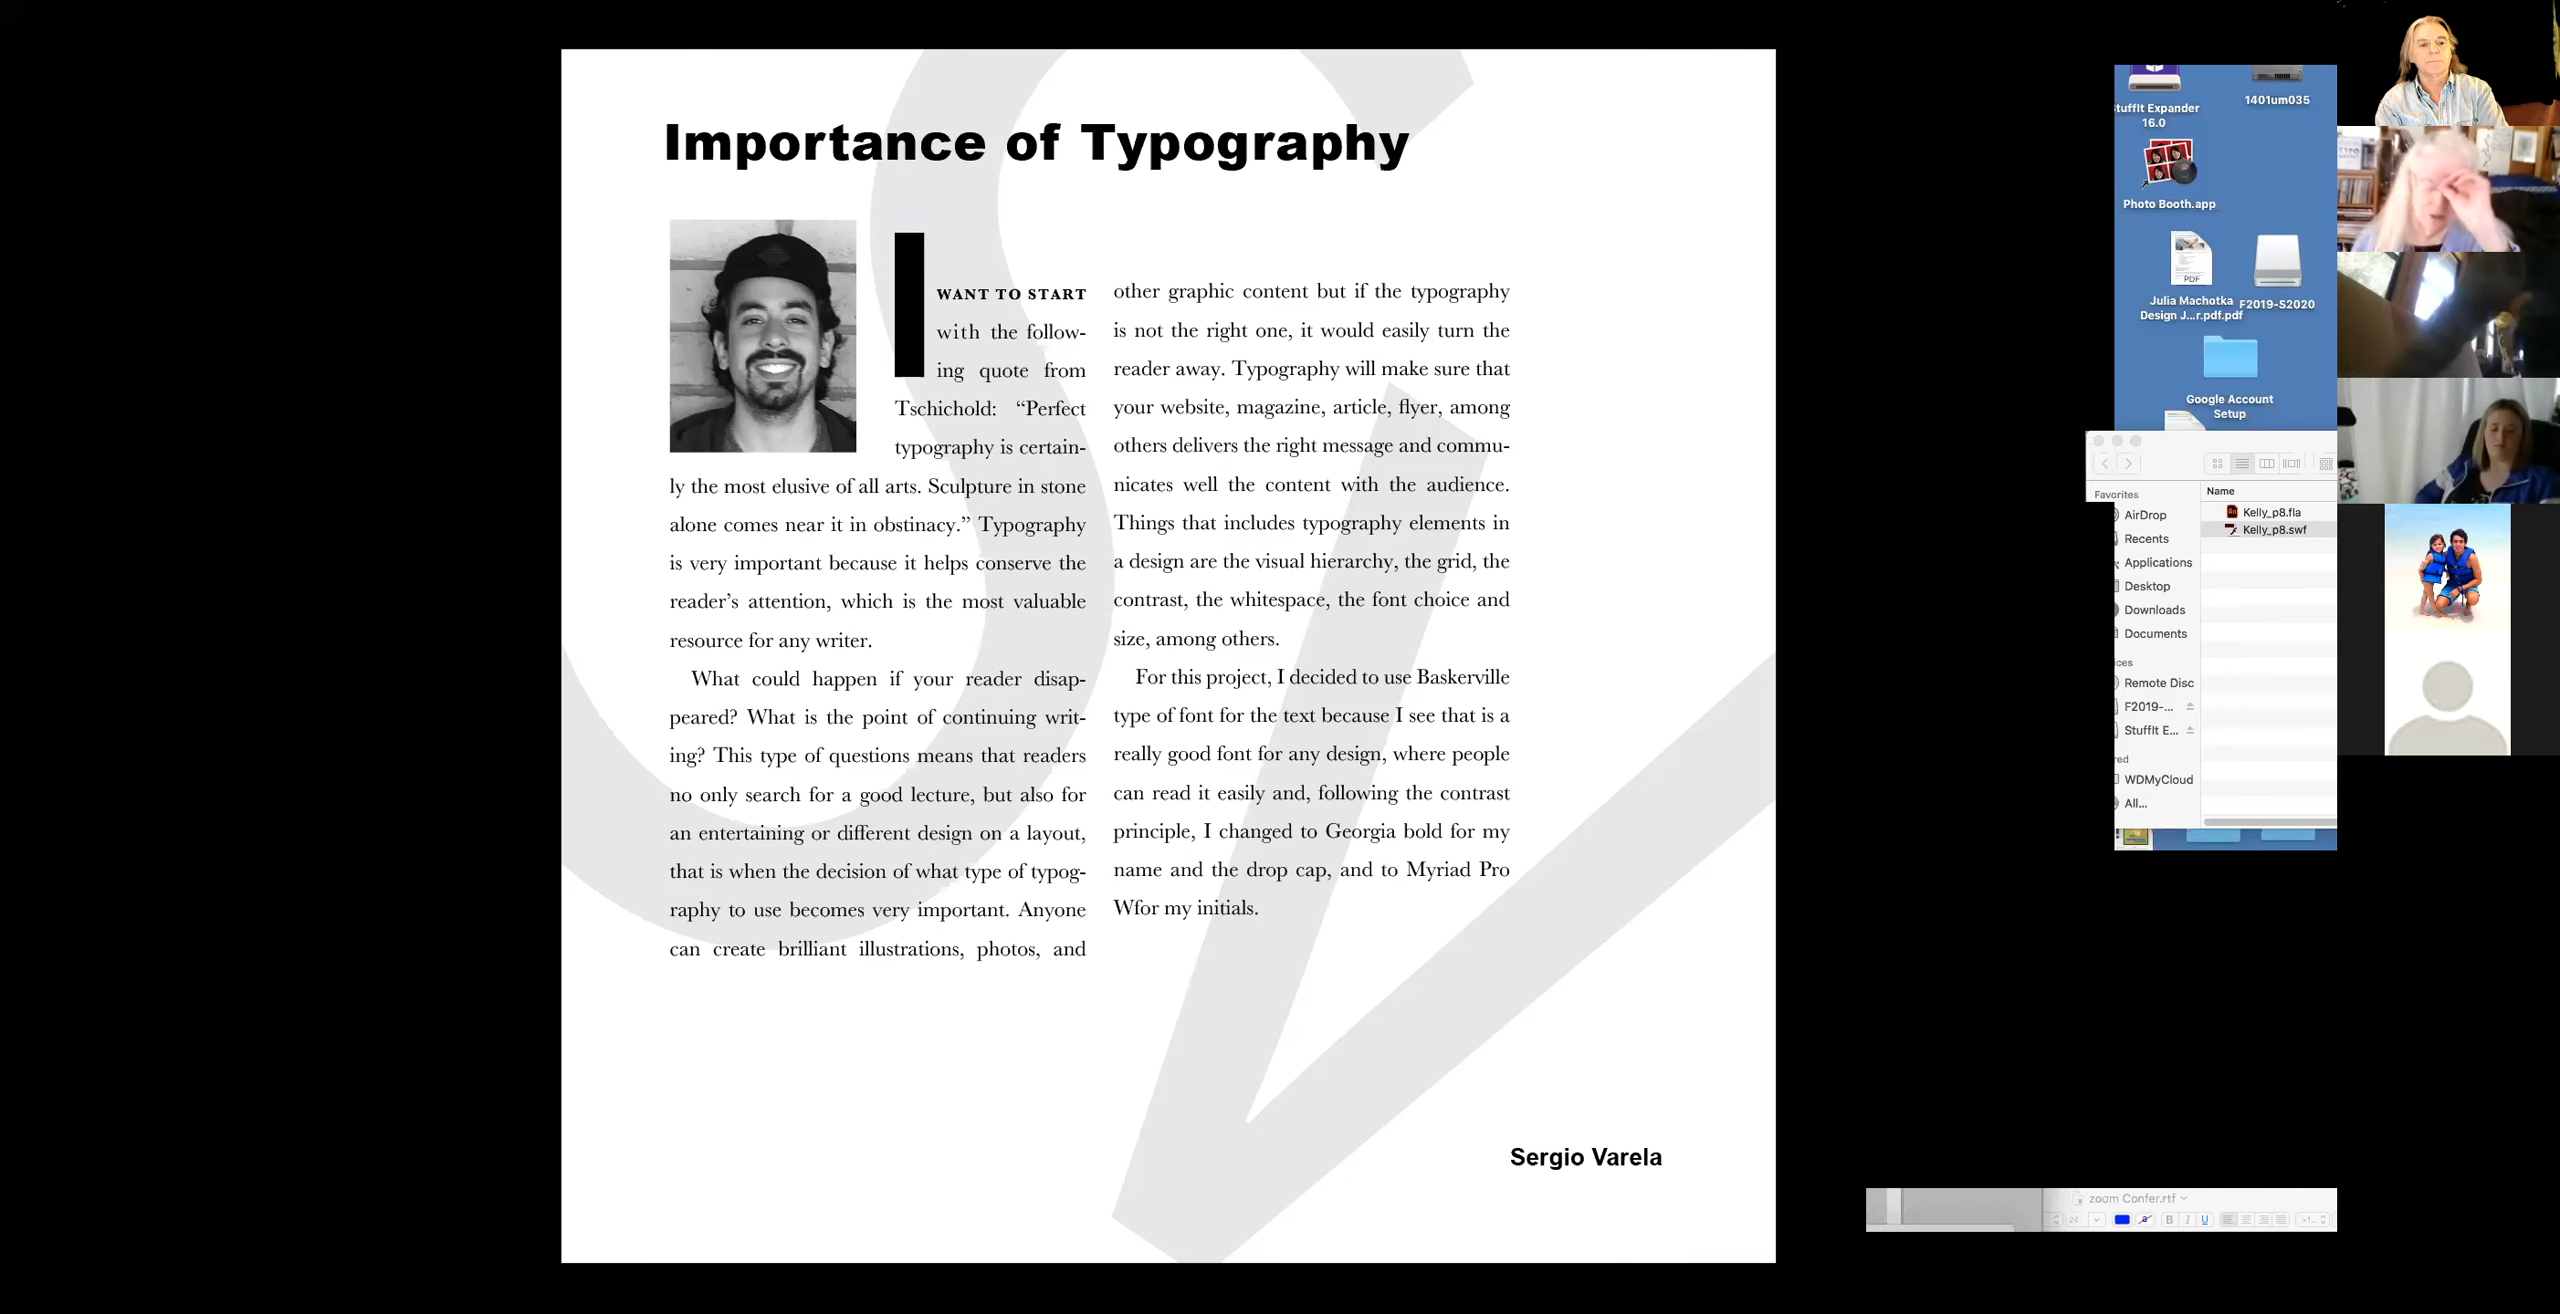 Importance of Typography
I WANT TO START
with the follow-
ing quote from
Tschichold: “Perfect
typography is certain-
ly the most elusive of all arts. Sculpture in stone
alone comes near it in obstinacy.” Typography
is very important because it helps conserve the
reader’s attention, which is the most valuable
resource for any writer.
What could happen if your reader disap-
peared? What is the point of continuing writ-
ing? This type of questions means that readers
no only search for a good lecture, but also for
an entertaining or different design on a layout,
that is when the decision of what type of typog-
raphy to use becomes very important. Anyone
can create brilliant illustrations, photos, and
other graphic content but if the typography
is not the right one, it would easily turn the
reader away. Typography will make sure that
your website, magazine, article, flyer, among
others delivers the right message and commu-
nicates well the content with the audience.
Things that includes typography elements in
a design are the visual hierarchy, the grid, the
contrast, the whitespace, the font choice and
size, among others.
For this project, I decided to use Baskerville
type of font for the text because I see that is a
really good font for any design, where people
can read it easily and, following the contrast
principle, I changed to Georgia bold for my
name and the drop cap, and to Myriad Pro
Wfor my initials.
Sergio Varela
SV
tuffIt Expander
16.0
1401um035
Photo Booth.app
PDF
Julia Machotka
Design J...r.pdf.pdf
F2019-S2020
Google Account
Setup
Favorites
AirDrop
Recents
Applications
Desktop
Downloads
Documents
ces
Remote Disc
F2019-...
StuffIt E...
red
WDMyCloud
All...
Name
Kelly_p8.fla
Kelly_p8.swf
zoam Confer.rtf
24
a
B I U